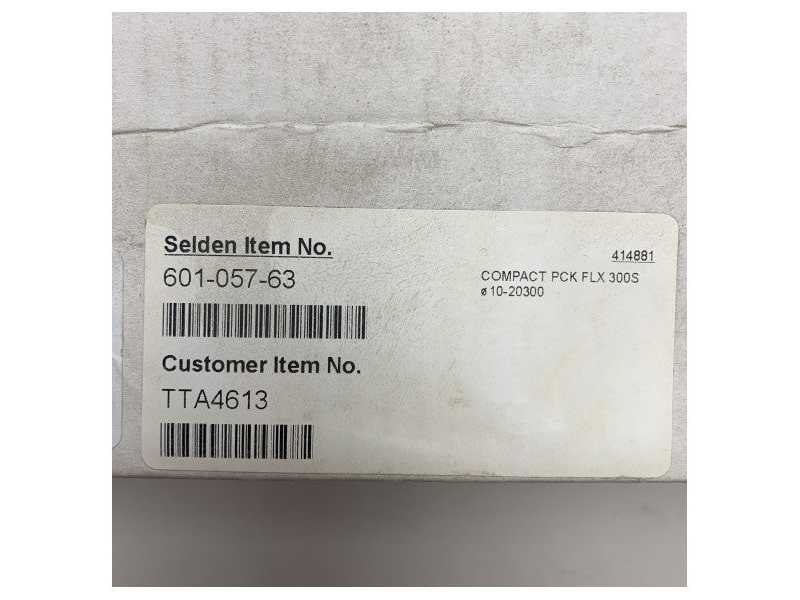 Selden Item No.
414881
601-057-63
COMPACT PCK FLX 300S
ø 10-20300
Customer Item No.
TTA4613